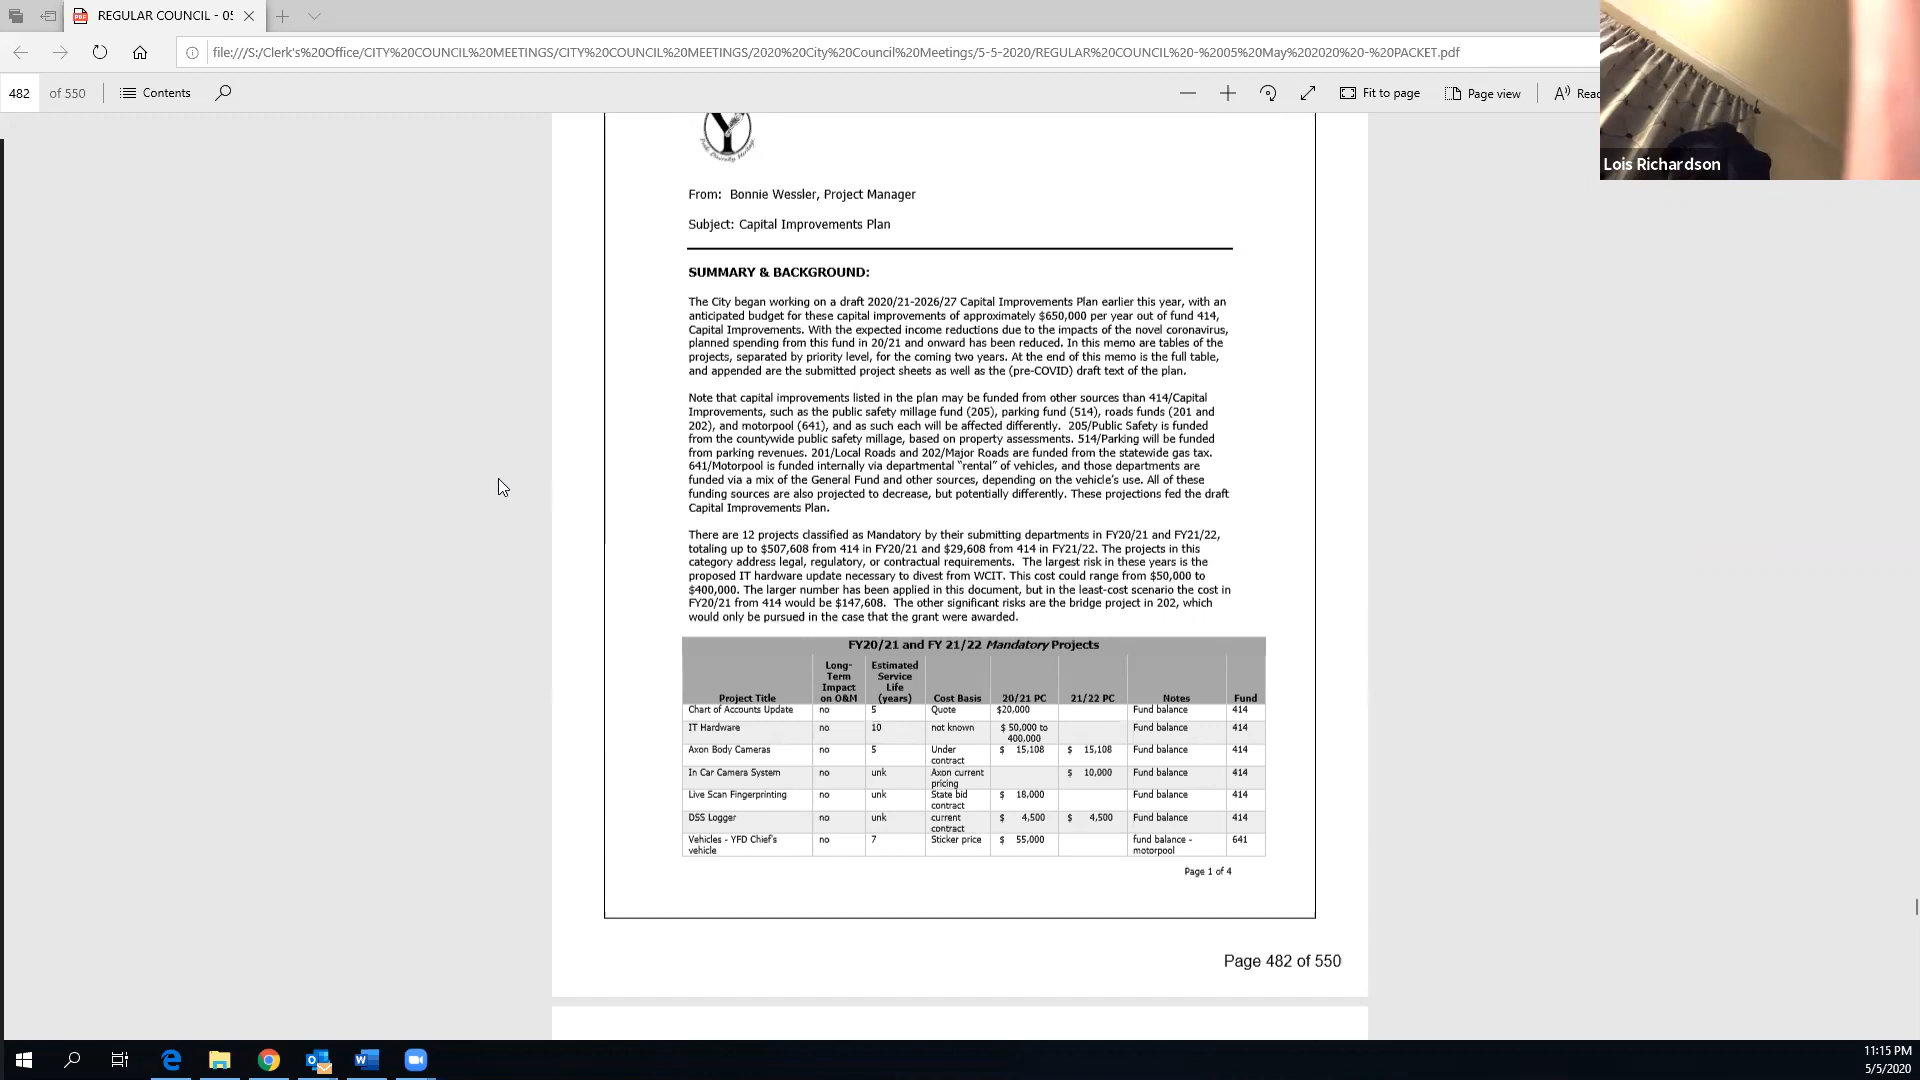 REGULAR COUNCIL - 05
file:///S:/Clerk's%20Office/CITY%20COUNCIL%20MEETINGS/CITY%20COUNCIL%20MEETINGS/2020%20City%20Council%20Meetings/5-5-2020/REGULAR%20COUNCIL%20-%2005%20May%202020%20-%20PACKET.pdf
482 of 550 Contents Fit to page Page view Read
Lois Richardson
Y
From: Bonnie Wessler, Project Manager
Subject: Capital Improvements Plan
SUMMARY & BACKGROUND:
The City began working on a draft 2020/21-2026/27 Capital Improvements Plan earlier this year, with an
anticipated budget for these capital improvements of approximately $650,000 per year out of fund 414,
Capital Improvements. With the expected income reductions due to the impacts of the novel coronavirus,
planned spending from this fund in 20/21 and onward has been reduced. In this memo are tables of the
projects, separated by priority level, for the coming two years. At the end of this memo is the full table,
and appended are the submitted project sheets as well as the (pre-COVID) draft text of the plan.
Note that capital improvements listed in the plan may be funded from other sources than 414/Capital
Improvements, such as the public safety millage fund (205), parking fund (514), roads funds (201 and
202), and motorpool (641), and as such each will be affected differently. 205/Public Safety is funded
from the countywide public safety millage, based on property assessments. 514/Parking will be funded
from parking revenues. 201/Local Roads and 202/Major Roads are funded from the statewide gas tax.
641/Motorpool is funded internally via departmental "rental" of vehicles, and those departments are
funded via a mix of the General Fund and other sources, depending on the vehicle's use. All of these
funding sources are also projected to decrease, but potentially differently. These projections fed the draft
Capital Improvements Plan.
There are 12 projects classified as Mandatory by their submitting departments in FY20/21 and FY21/22,
totaling up to $507,608 from 414 in FY20/21 and $29,608 from 414 in FY21/22. The projects in this
category address legal, regulatory, or contractual requirements. The largest risk in these years is the
proposed IT hardware update necessary to divest from WCIT. This cost could range from $50,000 to
$400,000. The larger number has been applied in this document, but in the least-cost scenario the cost in
FY20/21 from 414 would be $147,608. The other significant risks are the bridge project in 202, which
would only be pursued in the case that the grant were awarded.
FY20/21 and FY 21/22 Mandatory Projects
Project Title Long-Term Impact on O&M Estimated Service Life (years) Cost Basis 20/21 PC 21/22 PC Notes Fund
Chart of Accounts Update no 5 Quote $20,000 Fund balance 414
IT Hardware no 10 not known $ 50,000 to 400,000 Fund balance 414
Axon Body Cameras no 5 Under contract $ 15,108 $ 15,108 Fund balance 414
In Car Camera System no unk Axon current pricing $ 10,000 Fund balance 414
Live Scan Fingerprinting no unk State bid contract $ 18,000 Fund balance 414
DSS Logger no unk current contract $ 4,500 $ 4,500 Fund balance 414
Vehicles - YFD Chief's vehicle no 7 Sticker price $ 55,000 fund balance - motorpool 641
Page 1 of 4
Page 482 of 550
11:15 PM
5/5/2020